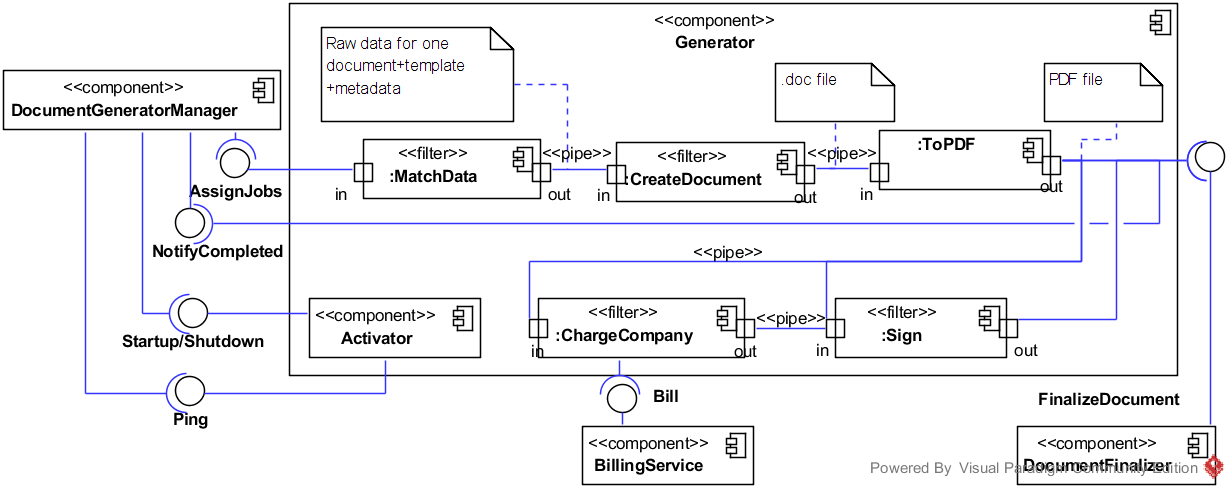 <<component>>
Generator
Raw data for one
document+template
+metadata
.doc file
PDF file
<<component>>
DocumentGeneratorManager
<<filter>>
:MatchData
in
out
<<pipe>>
<<filter>>
:CreateDocument
in
out
<<pipe>>
:ToPDF
in
out
AssignJobs
NotifyCompleted
<<pipe>>
<<component>>
Activator
<<filter>>
:ChargeCompany
in
out
<<pipe>>
<<filter>>
:Sign
in
out
Startup/Shutdown
Ping
Bill
FinalizeDocument
<<component>>
BillingService
<<component>>
DocumentFinalizer
Powered By Visual Paradigm Community Edition